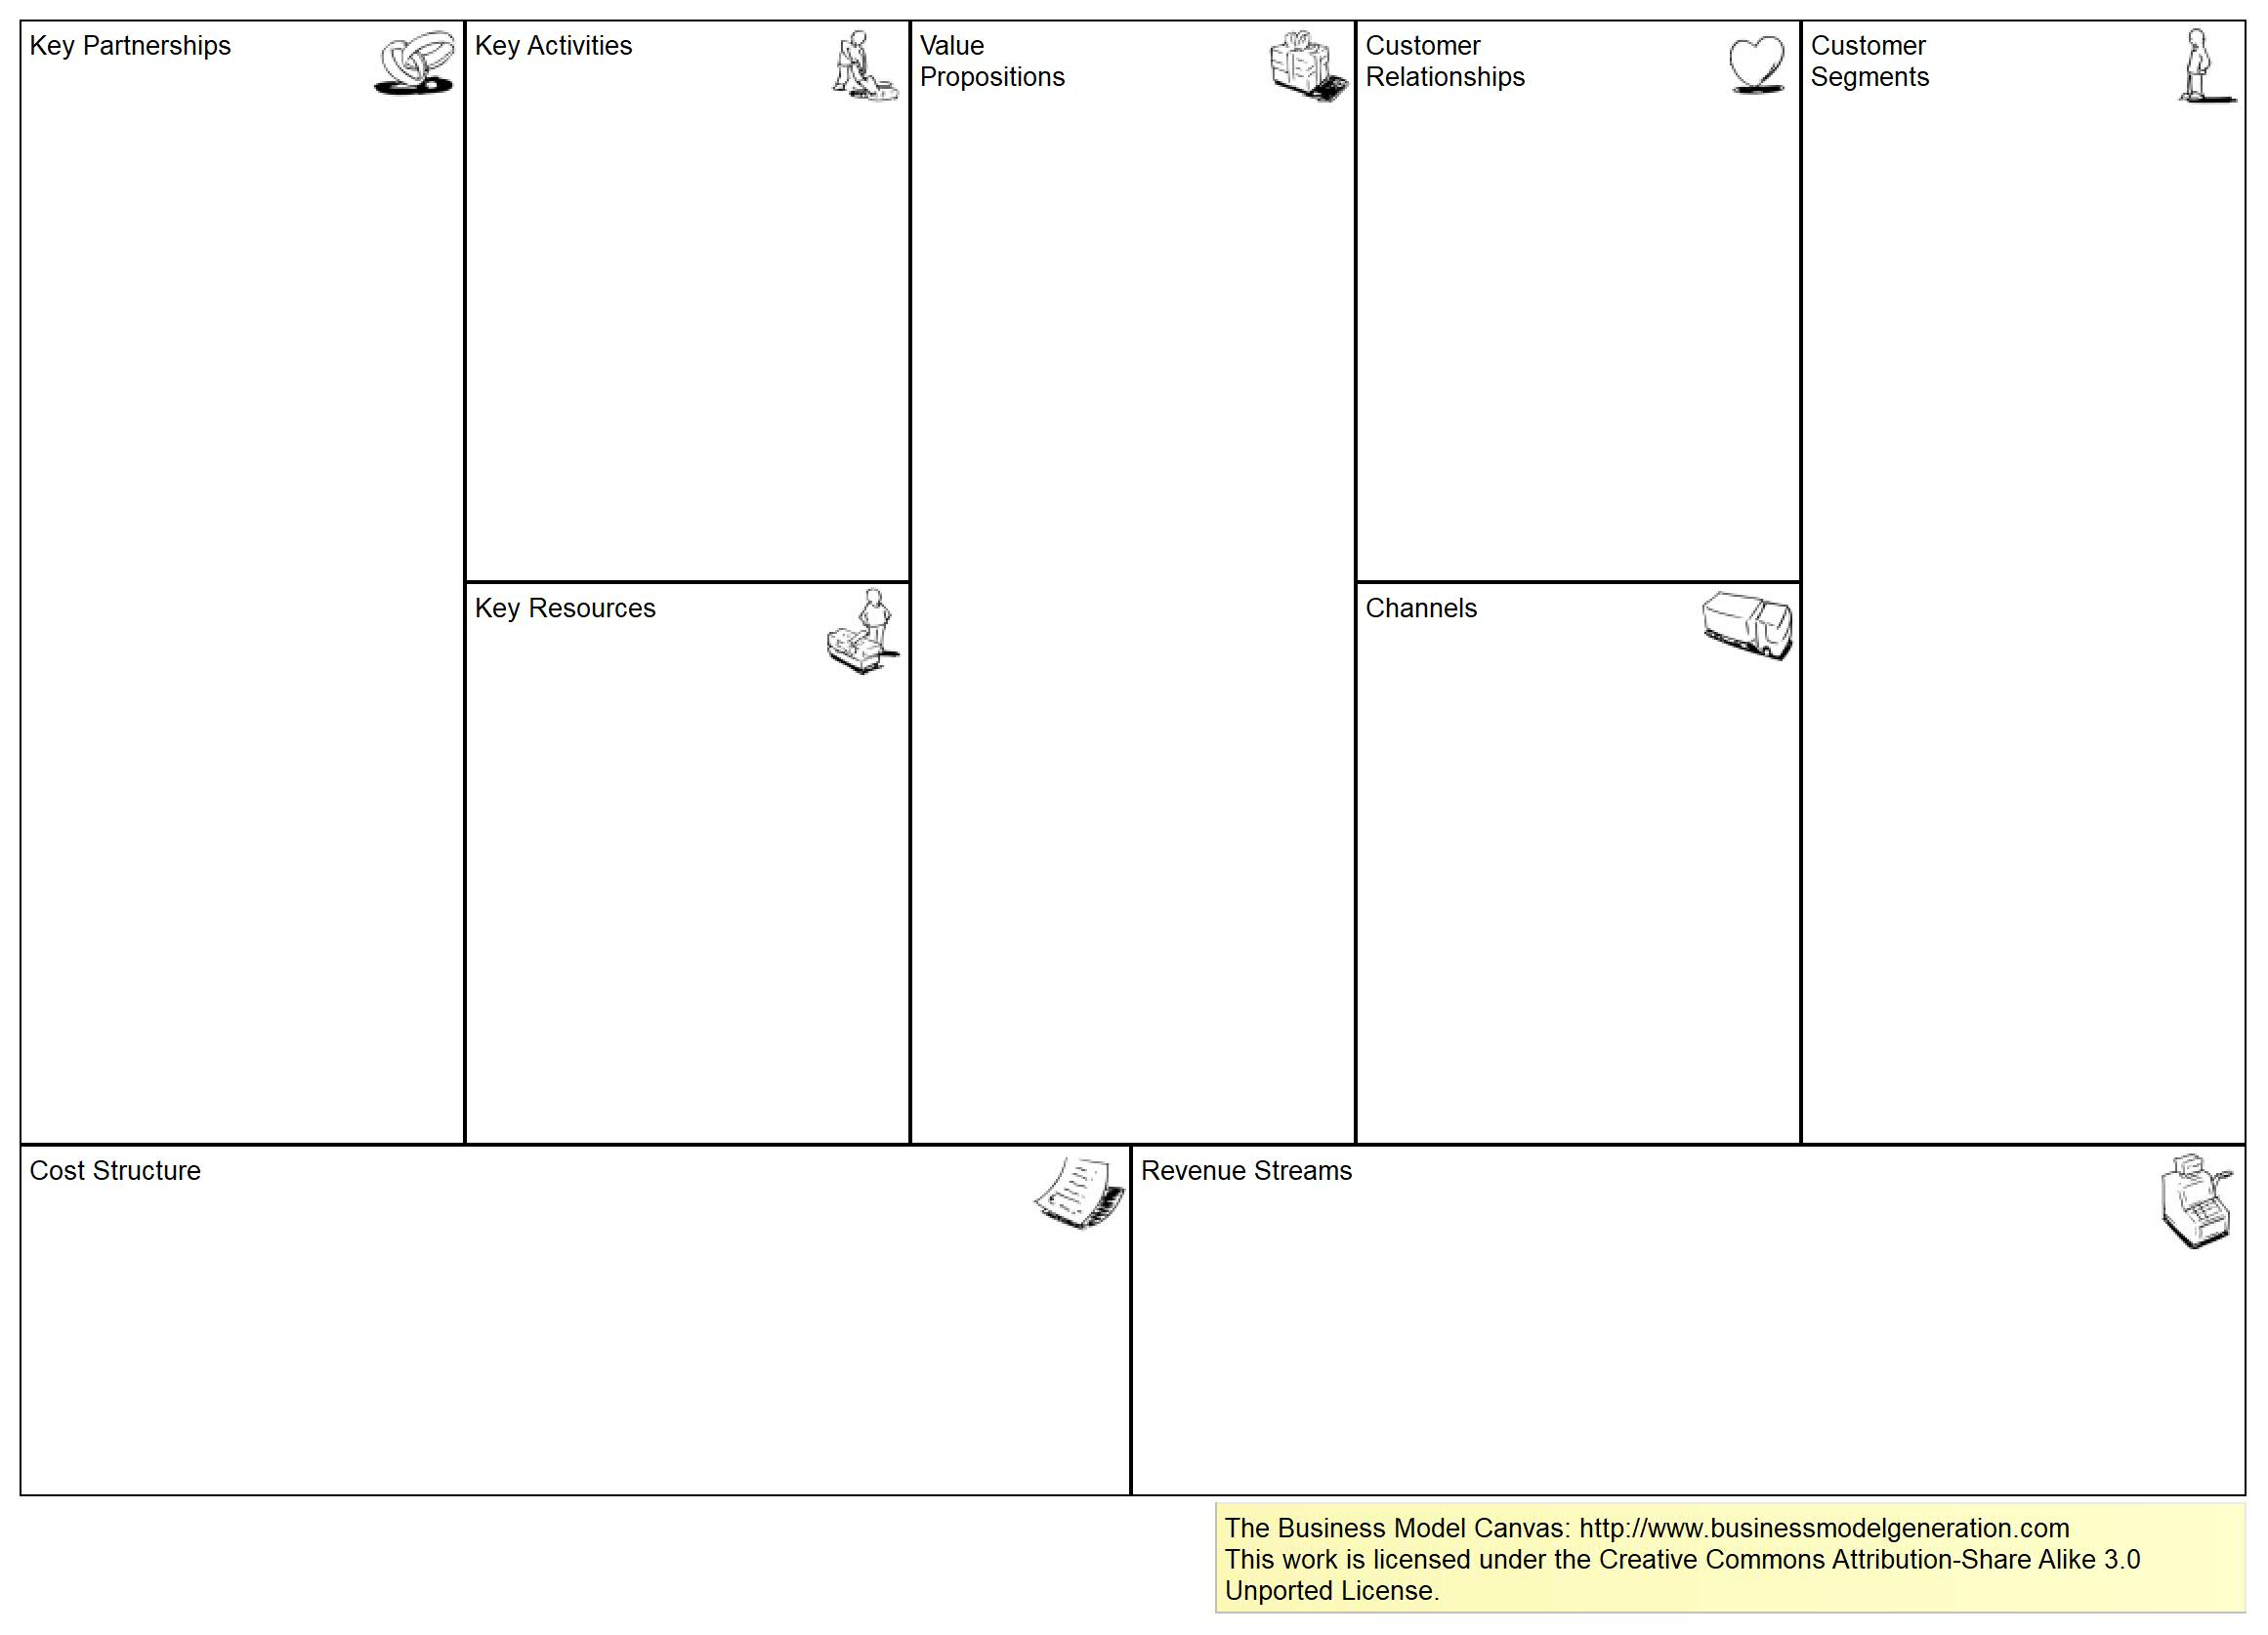 Key Partnerships
Key Activities
Value
Propositions
Customer
Relationships
Customer
Segments
Key Resources
Channels
Cost Structure
Revenue Streams
The Business Model Canvas: http://www.businessmodelgeneration.com
This work is licensed under the Creative Commons Attribution-Share Alike 3.0
Unported License.